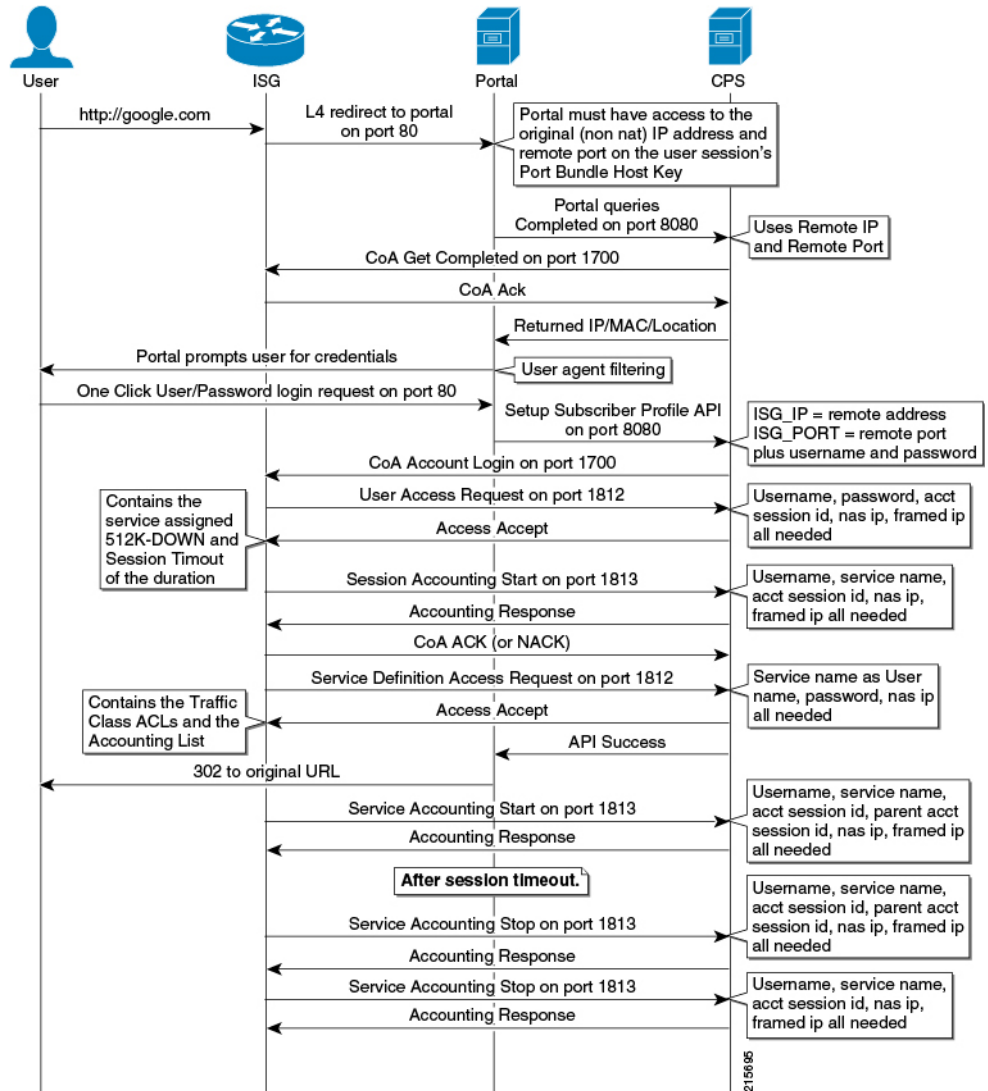 User
ISG
Portal
CPS
http://google.com
L4 redirect to portal
on port 80
Portal must have access to the
original (non nat) IP address and
remote port on the user session's
Port Bundle Host Key
Portal queries
Completed on port 8080
Uses Remote IP
and Remote Port
CoA Get Completed on port 1700
CoA Ack
Returned IP/MAC/Location
Portal prompts user for credentials
User agent filtering
One Click User/Password login request on port 80
Setup Subscriber Profile API
on port 8080
ISG_IP = remote address
ISG_PORT = remote port
plus username and password
CoA Account Login on port 1700
Contains the
service assigned
512K-DOWN and
Session Timout
of the duration
User Access Request on port 1812
Username, password, acct
session id, nas ip, framed ip
all needed
Access Accept
Session Accounting Start on port 1813
Username, service name,
acct session id, nas ip,
framed ip all needed
Accounting Response
CoA ACK (or NACK)
Service Definition Access Request on port 1812
Service name as User
name, password, nas ip
all needed
Contains the Traffic
Class ACLs and the
Accounting List
Access Accept
API Success
302 to original URL
Service Accounting Start on port 1813
Username, service name,
acct session id, parent acct
session id, nas ip, framed ip
all needed
Accounting Response
After session timeout.
Service Accounting Stop on port 1813
Username, service name,
acct session id, parent acct
session id, nas ip, framed ip
all needed
Accounting Response
Service Accounting Stop on port 1813
Username, service name,
acct session id, nas ip,
framed ip all needed
Accounting Response
215695